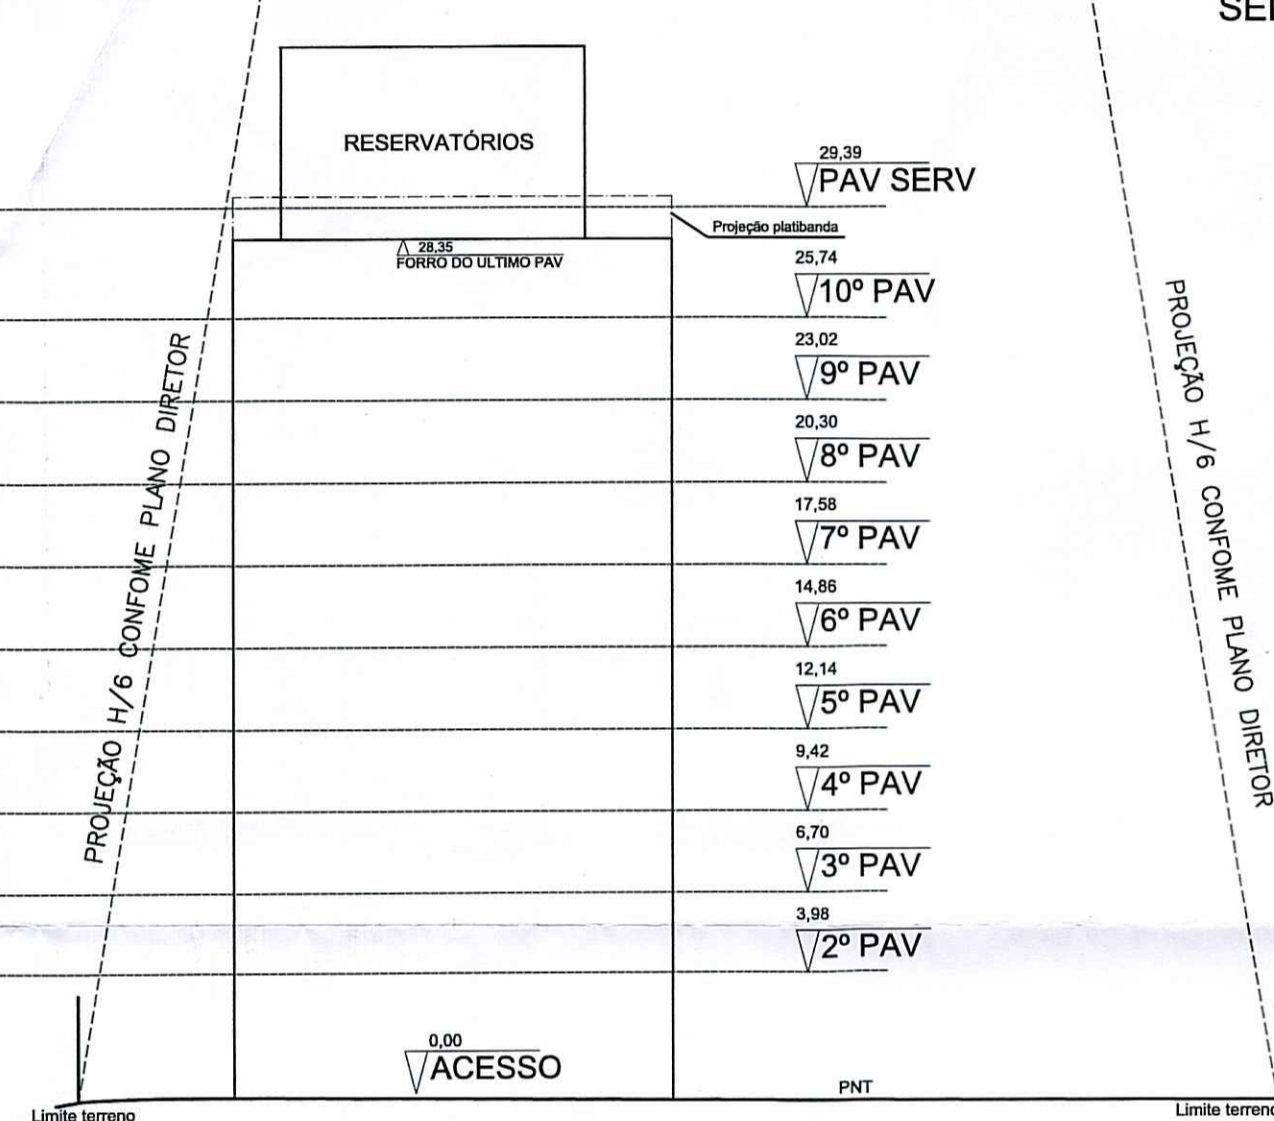 SE
RESERVATÓRIOS
29,39
PAV SERV
Projeção platibanda
28,35
FORRO DO ULTIMO PAV
25,74
10º PAV
23,02
9º PAV
20,30
8º PAV
17,58
7º PAV
14,86
6º PAV
12,14
5º PAV
9,42
4º PAV
6,70
3º PAV
3,98
2º PAV
PROJEÇÃO H/6 CONFOME PLANO DIRETOR
PROJEÇÃO H/6 CONFOME PLANO DIRETOR
0,00
ACESSO
PNT
Limite terreno
Limite terreno